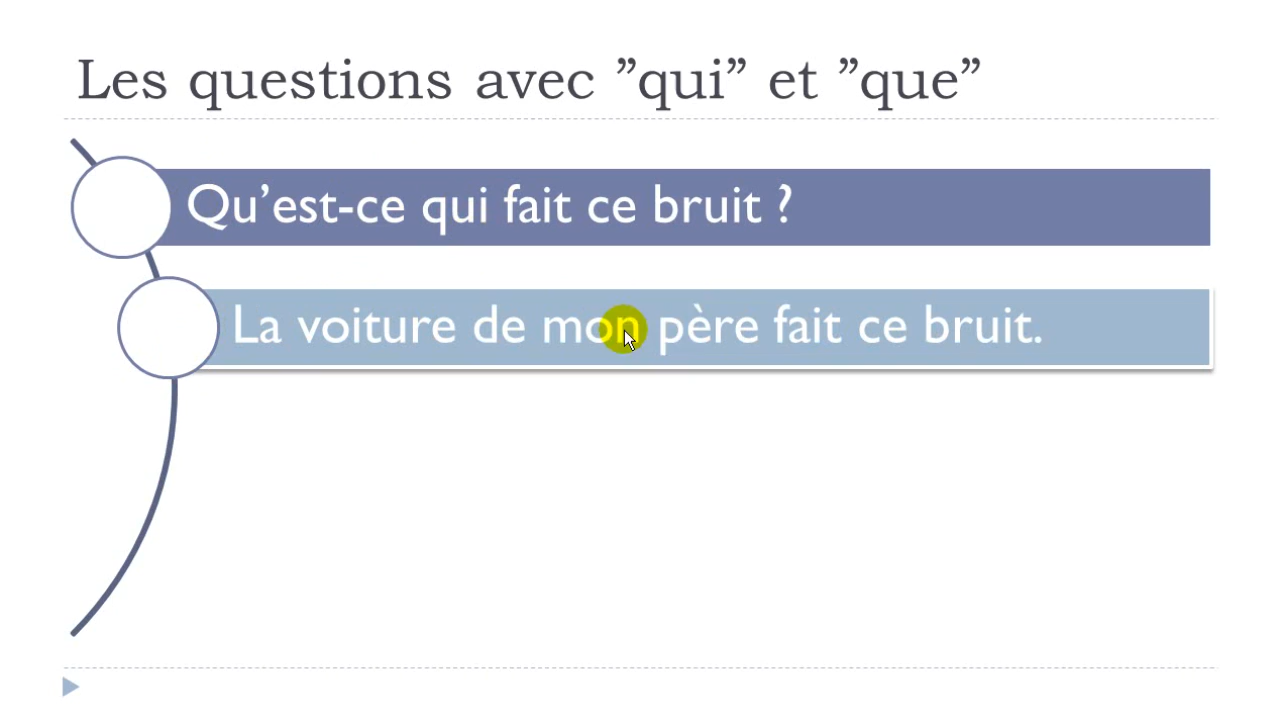 Les questions avec ”qui” et ”que”
Qu’est-ce qui fait ce bruit ?
La voiture de mon père fait ce bruit.